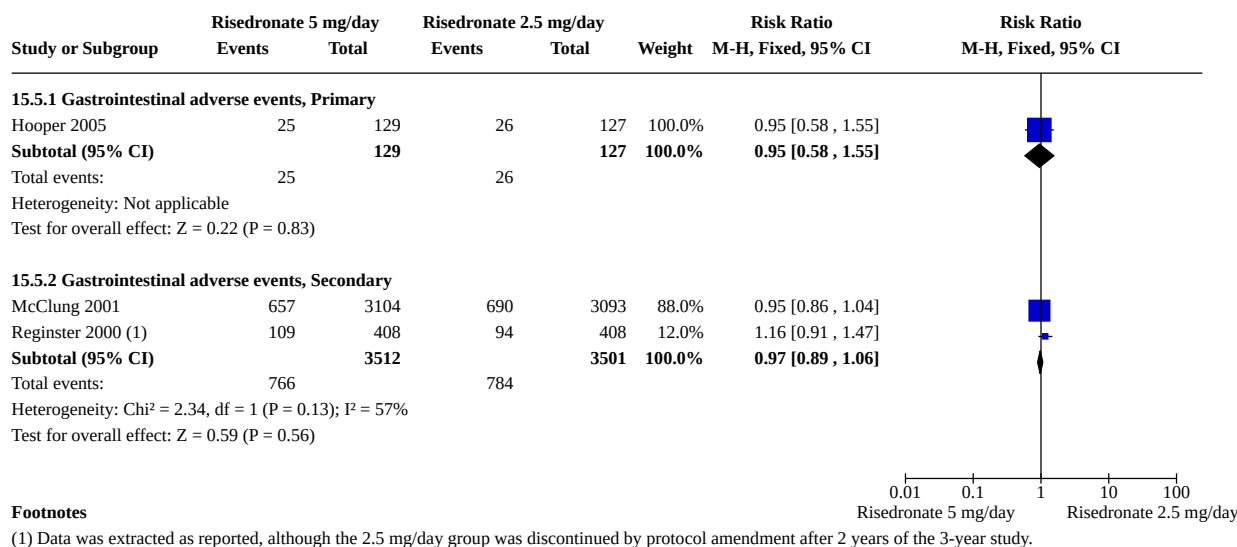 Risedronate 5 mg/day Risedronate 2.5 mg/day Risk Ratio Risk Ratio
Study or Subgroup Events Total Events Total Weight M-H, Fixed, 95% CI M-H, Fixed, 95% CI
15.5.1 Gastrointestinal adverse events, Primary
Hooper 2005 25 129 26 127 100.0% 0.95 [0.58 , 1.55]
Subtotal (95% CI) 129 127 100.0% 0.95 [0.58 , 1.55]
Total events: 25 26
Heterogeneity: Not applicable
Test for overall effect: Z = 0.22 (P = 0.83)
15.5.2 Gastrointestinal adverse events, Secondary
McClung 2001 657 3104 690 3093 88.0% 0.95 [0.86 , 1.04]
Reginster 2000 (1) 109 408 94 408 12.0% 1.16 [0.91 , 1.47]
Subtotal (95% CI) 3512 3501 100.0% 0.97 [0.89 , 1.06]
Total events: 766 784
Heterogeneity: Chi² = 2.34, df = 1 (P = 0.13); I² = 57%
Test for overall effect: Z = 0.59 (P = 0.56)
0.01 0.1 1 10 100
Footnotes Risedronate 5 mg/day Risedronate 2.5 mg/day
(1) Data was extracted as reported, although the 2.5 mg/day group was discontinued by protocol amendment after 2 years of the 3-year study.